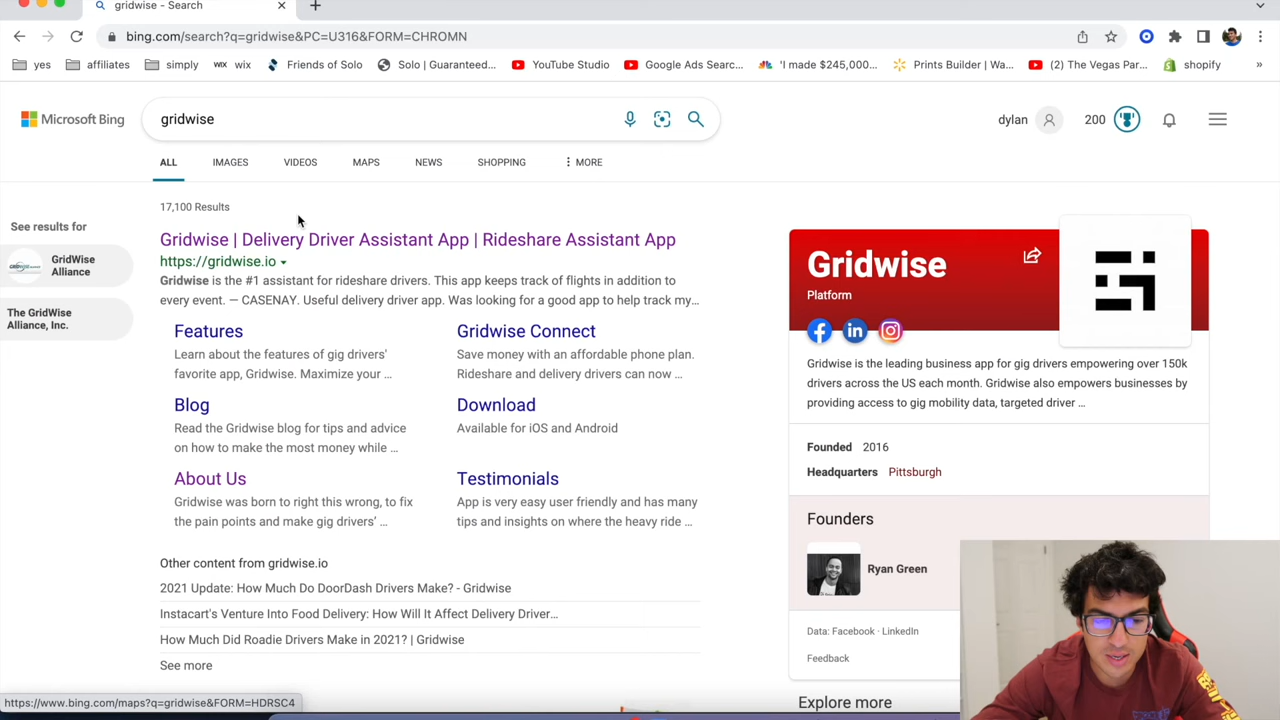 gridwise - Search
bing.com/search?q=gridwise&PC=U316&FORM=CHROMN
yes
affiliates
simply
WIX wix
Friends of Solo
Solo | Guaranteed...
YouTube Studio
Google Ads Searc...
'I made $245,000...
Prints Builder | Wa...
(2) The Vegas Par...
shopify
»
Microsoft Bing
gridwise
dylan
200
ALL
IMAGES
VIDEOS
MAPS
NEWS
SHOPPING
MORE
17,100 Results
See results for
GridWise
Alliance
The GridWise
Alliance, Inc.
Gridwise | Delivery Driver Assistant App | Rideshare Assistant App
https://gridwise.io
Gridwise is the #1 assistant for rideshare drivers. This app keeps track of flights in addition to
every event. — CASENAY. Useful delivery driver app. Was looking for a good app to help track my...
Features
Learn about the features of gig drivers'
favorite app, Gridwise. Maximize your ...
Gridwise Connect
Save money with an affordable phone plan.
Rideshare and delivery drivers can now ...
Blog
Read the Gridwise blog for tips and advice
on how to make the most money while ...
Download
Available for iOS and Android
About Us
Gridwise was born to right this wrong, to fix
the pain points and make gig drivers' ...
Testimonials
App is very easy user friendly and has many
tips and insights on where the heavy ride ...
Other content from gridwise.io
2021 Update: How Much Do DoorDash Drivers Make? - Gridwise
Instacart's Venture Into Food Delivery: How Will It Affect Delivery Driver...
How Much Did Roadie Drivers Make in 2021? | Gridwise
See more
Gridwise
Platform
Gridwise is the leading business app for gig drivers empowering over 150k
drivers across the US each month. Gridwise also empowers businesses by
providing access to gig mobility data, targeted driver ...
Founded 2016
Headquarters Pittsburgh
Founders
Ryan Green
Data: Facebook · LinkedIn
Feedback
Explore more
https://www.bing.com/maps?q=gridwise&FORM=HDRSC4